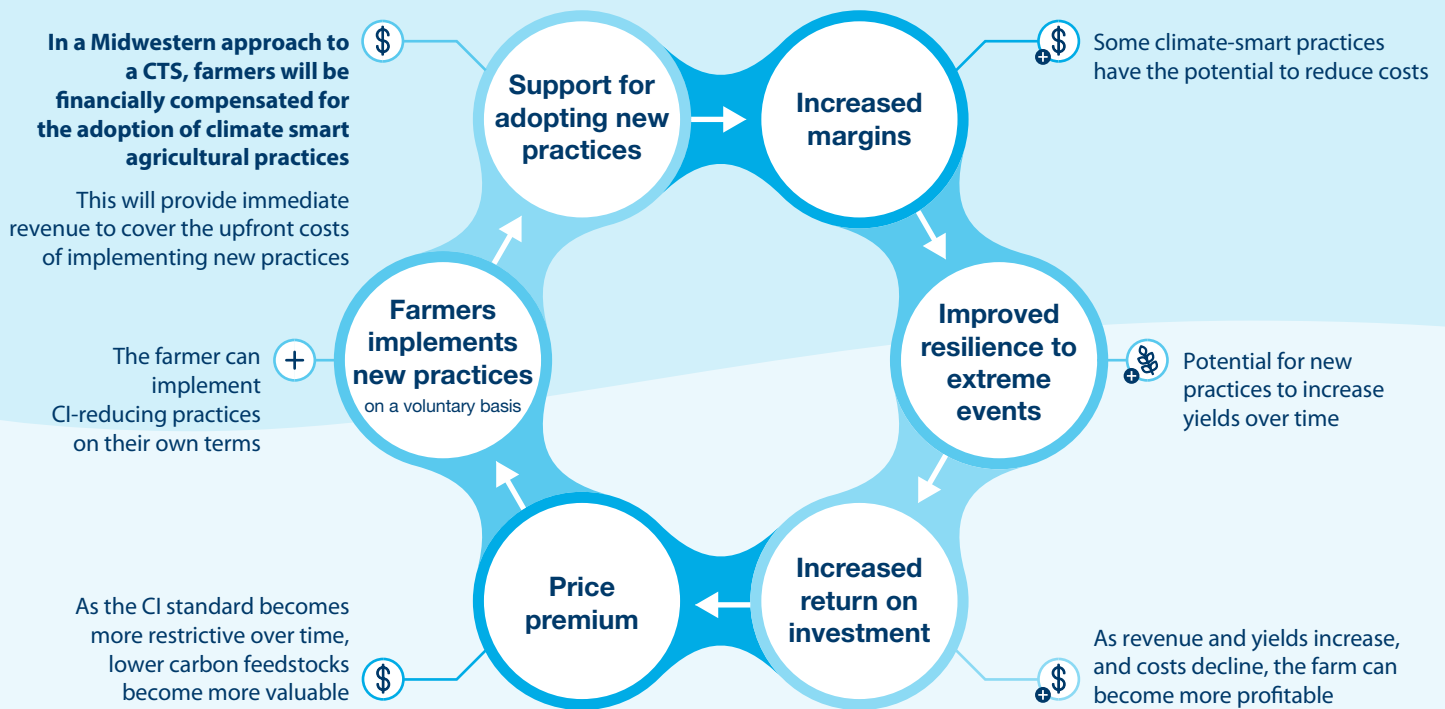 In a Midwestern approach to
a CTS, farmers will be
financially compensated for
the adoption of climate smart
agricultural practices
This will provide immediate
revenue to cover the upfront costs
of implementing new practices
Support for
adopting new
practices
Increased
margins
Some climate-smart practices
have the potential to reduce costs
The farmer can
implement
CI-reducing practices
on their own terms
Farmers
implements
new practices
on a voluntary basis
Improved
resilience to
extreme
events
Potential for new
practices to increase
yields over time
As the CI standard becomes
more restrictive over time,
lower carbon feedstocks
become more valuable
Price
premium
Increased
return on
investment
As revenue and yields increase,
and costs decline, the farm can
become more profitable